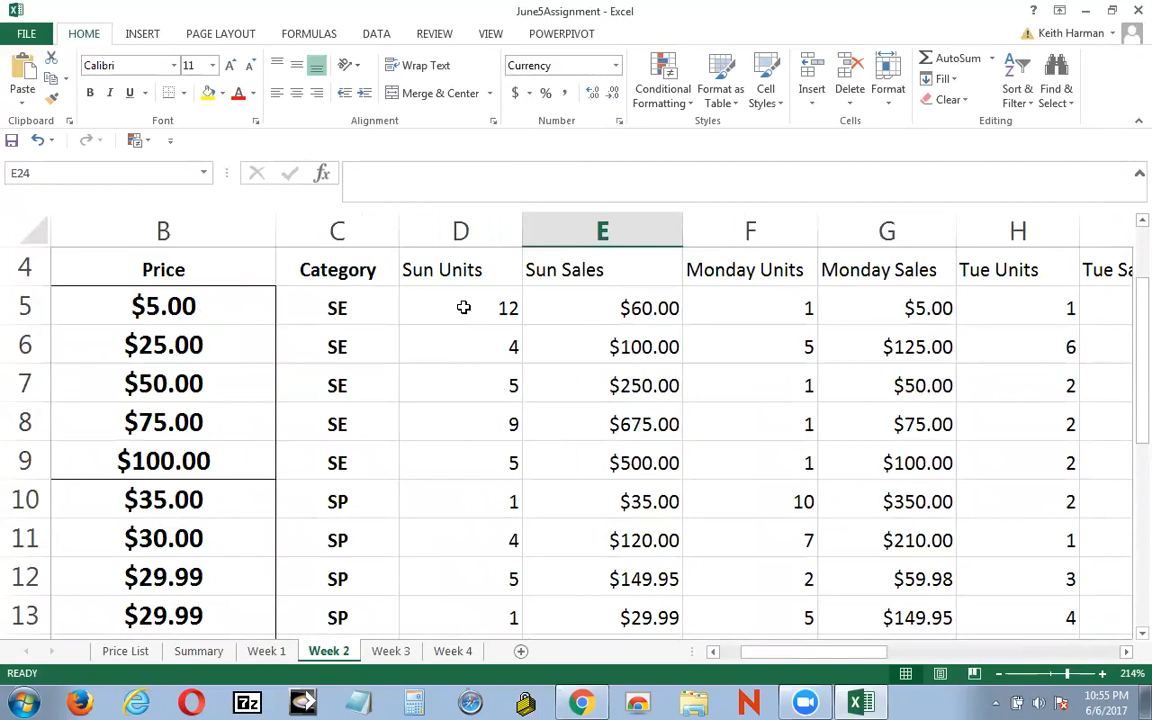 June5Assignment - Excel
?
FILE HOME INSERT PAGE LAYOUT FORMULAS DATA REVIEW VIEW POWERPIVOT Keith Harman
Calibri 11 A A Wrap Text Currency AutoSum
Paste B I U A Merge & Center $ % , Conditional Formatting Format as Table Cell Styles Insert Delete Format Fill Clear Sort & Filter Find & Select
Clipboard Font Alignment Number Styles Cells Editing
E24 fx
B C D E F G H
4 Price Category Sun Units Sun Sales Monday Units Monday Sales Tue Units Tue Sa
5 $5.00 SE 12 $60.00 1 $5.00 1
6 $25.00 SE 4 $100.00 5 $125.00 6
7 $50.00 SE 5 $250.00 1 $50.00 2
8 $75.00 SE 9 $675.00 1 $75.00 2
9 $100.00 SE 5 $500.00 1 $100.00 2
10 $35.00 SP 1 $35.00 10 $350.00 2
11 $30.00 SP 4 $120.00 7 $210.00 1
12 $29.99 SP 5 $149.95 2 $59.98 3
13 $29.99 SP 1 $29.99 5 $149.95 4
Price List Summary Week 1 Week 2 Week 3 Week 4
READY 214%
7z N 10:55 PM
6/6/2017